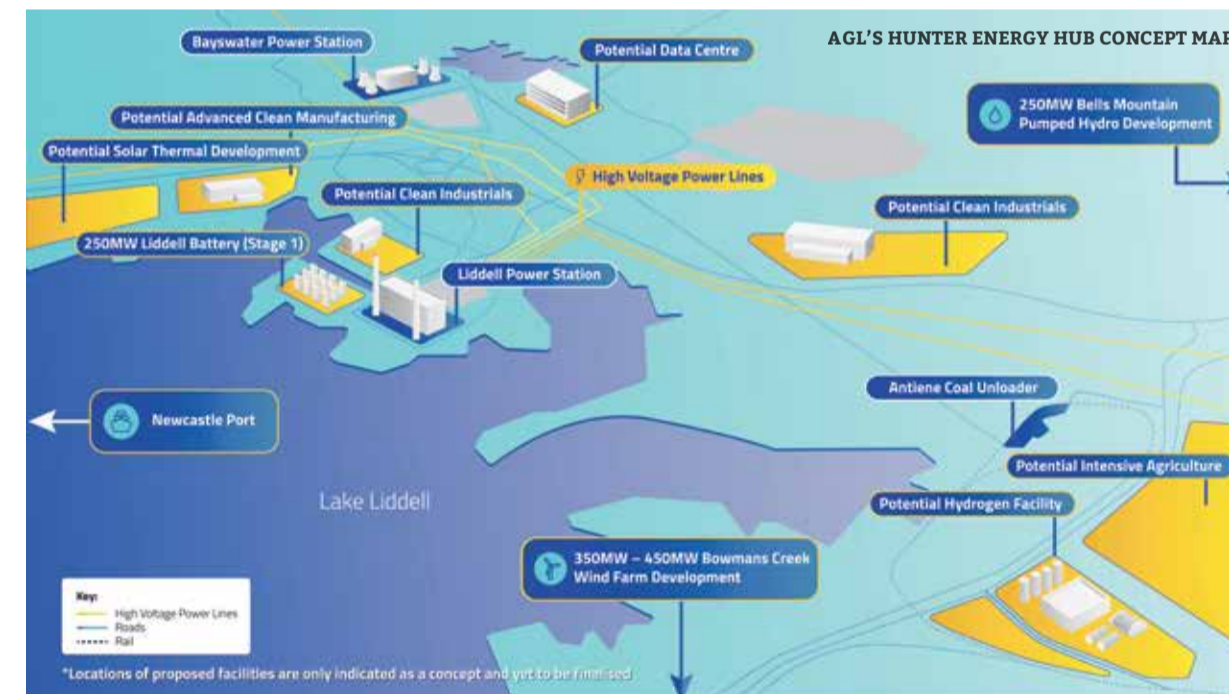 AGL'S HUNTER ENERGY HUB CONCEPT MAP
Bayswater Power Station
Potential Data Centre
250MW Bells Mountain
Pumped Hydro Development
Potential Advanced Clean Manufacturing
Potential Solar Thermal Development
High Voltage Power Lines
Potential Clean Industrials
Potential Clean Industrials
250MW Liddell Battery (Stage 1)
Liddell Power Station
Antiene Coal Unloader
Newcastle Port
Potential Intensive Agriculture
Lake Liddell
Potential Hydrogen Facility
350MW – 450MW Bowmans Creek
Wind Farm Development
Key:
High Voltage Power Lines
Roads
Rail
*Locations of proposed facilities are only indicated as a concept and yet to be finalised